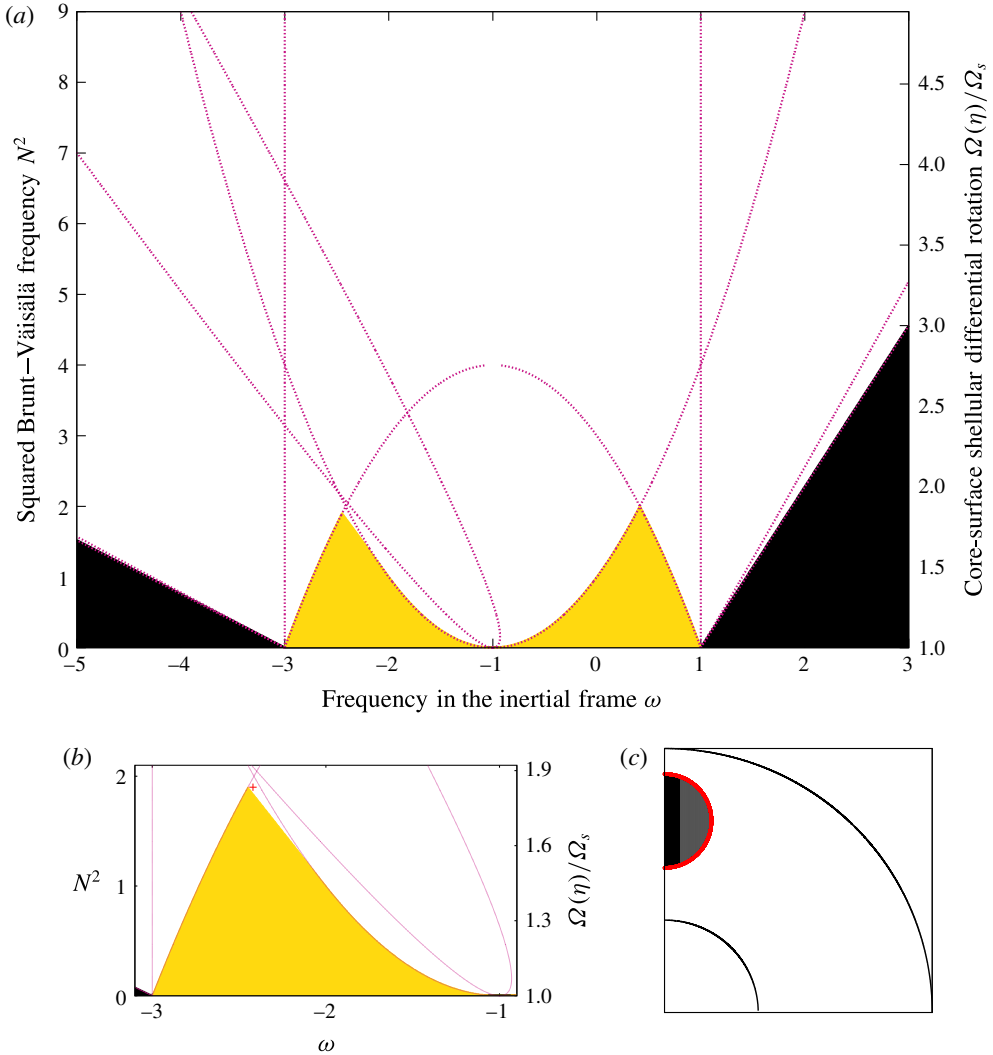 (a)
9
8
7
6
5
4
3
2
1
0
Squared Brunt–Väisälä frequency N²
4.5
4.0
3.5
3.0
2.5
2.0
1.5
1.0
Core-surface shellular differential rotation Ω(η)/Ωs
−5 −4 −3 −2 −1 0 1 2 3
Frequency in the inertial frame ω
(b)
2
1
0
N²
1.9
1.6
1.3
1.0
Ω(η)/Ωs
−3 −2 −1
ω
(c)